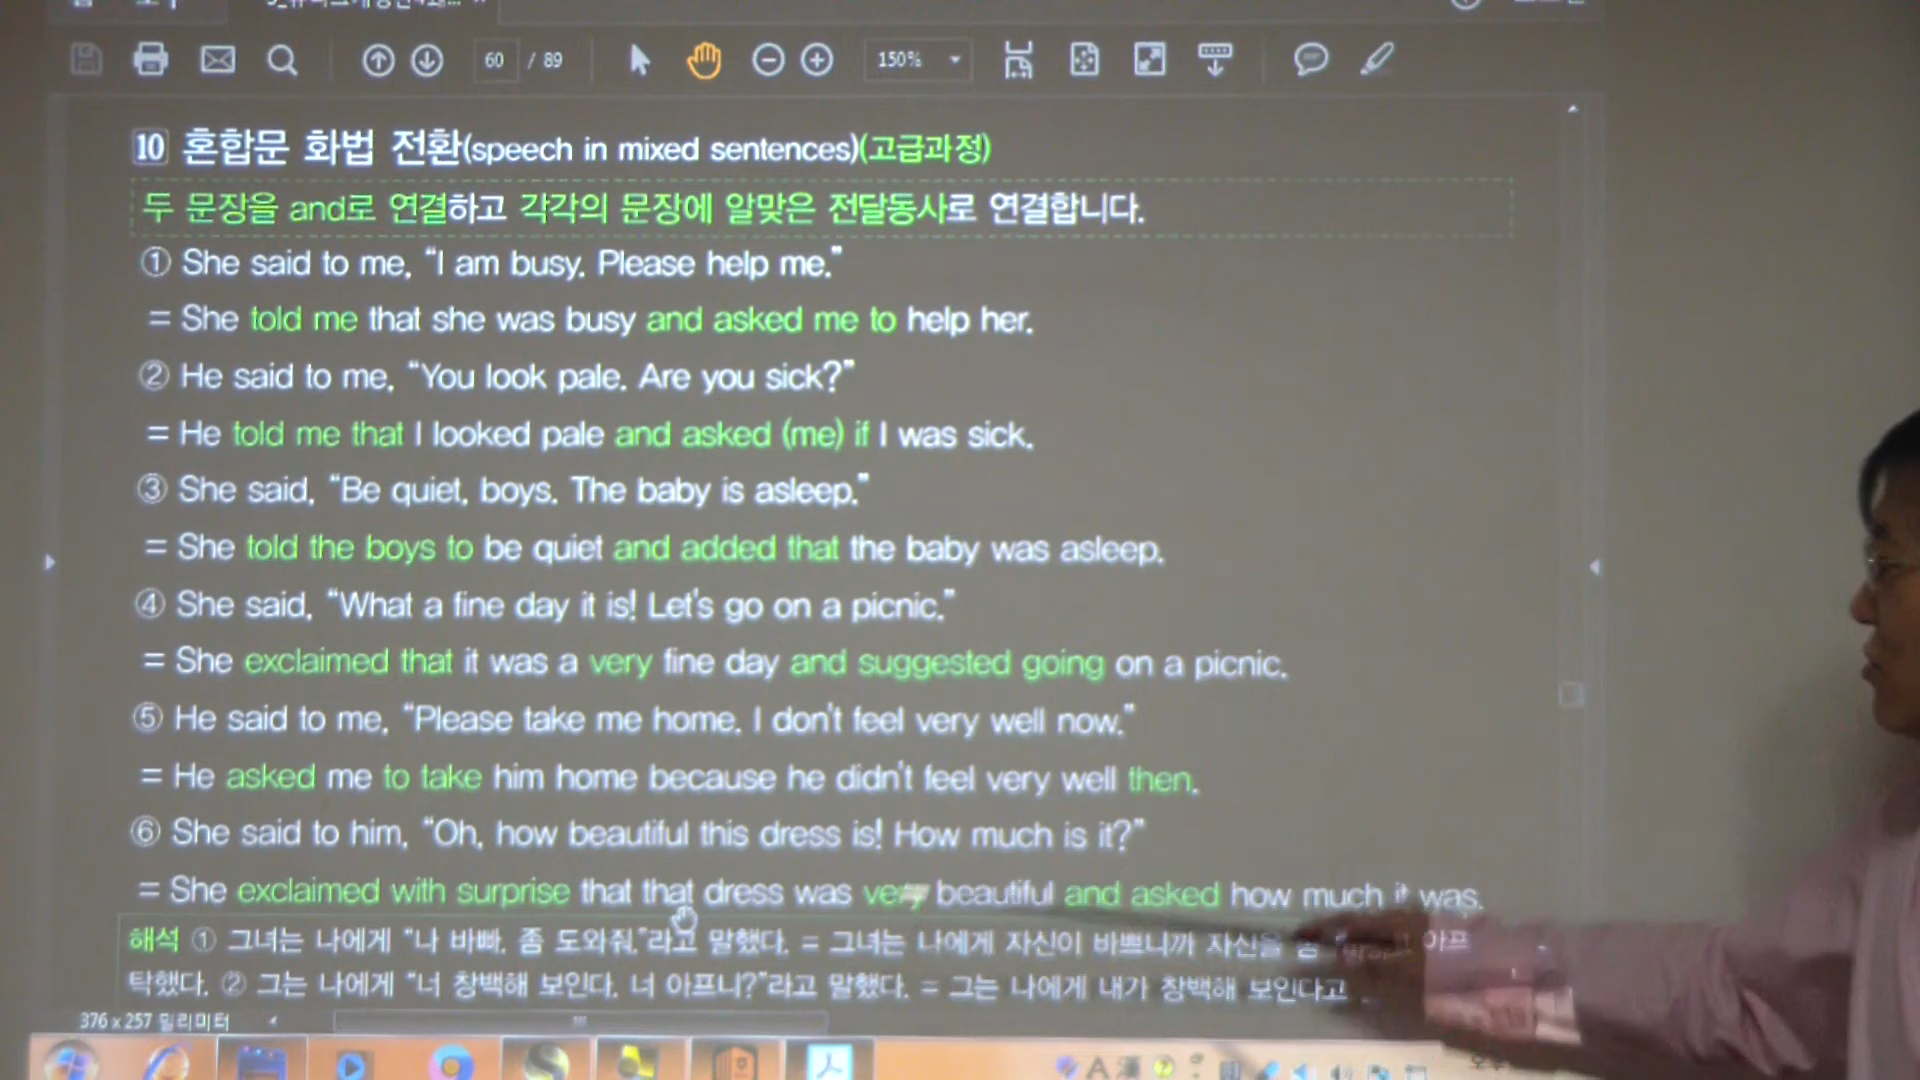 60 / 89
150%
10 혼합문 화법 전환(speech in mixed sentences)(고급과정)
두 문장을 and로 연결하고 각각의 문장에 알맞은 전달동사로 연결합니다.
① She said to me, “I am busy. Please help me.”
= She told me that she was busy and asked me to help her.
② He said to me, “You look pale. Are you sick?”
= He told me that I looked pale and asked (me) if I was sick.
③ She said, “Be quiet, boys. The baby is asleep.”
= She told the boys to be quiet and added that the baby was asleep.
④ She said, “What a fine day it is! Let's go on a picnic.”
= She exclaimed that it was a very fine day and suggested going on a picnic.
⑤ He said to me, “Please take me home. I don't feel very well now.”
= He asked me to take him home because he didn't feel very well then.
⑥ She said to him, “Oh, how beautiful this dress is! How much is it?”
= She exclaimed with surprise that that dress was very beautiful and asked how much it was.
해석 ① 그녀는 나에게 “나 바빠. 좀 도와줘.”라고 말했다. = 그녀는 나에게 자신이 바쁘니까 자신을
탁했다. ② 그는 나에게 “너 창백해 보인다. 너 아프니?”라고 말했다. = 그는 나에게 내가 창백해 보인다고
376 x 257 밀리미터